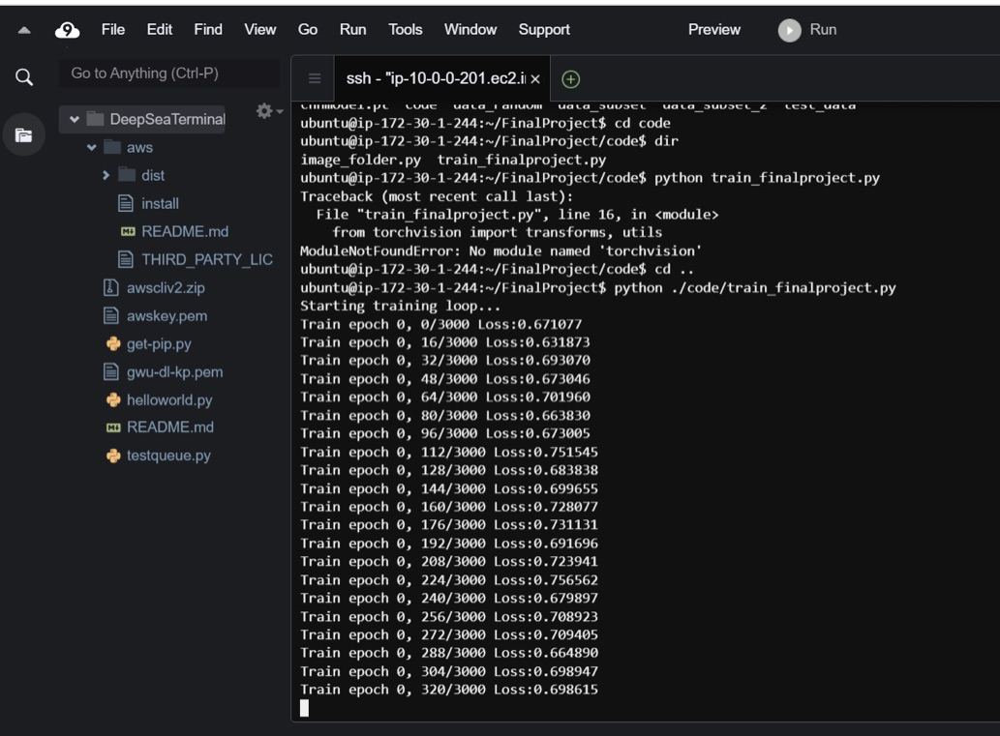 9 File Edit Find View Go Run Tools Window Support Preview Run
Go to Anything (Ctrl-P)
DeepSeaTerminal
aws
dist
install
README.md
THIRD_PARTY_LIC
awscliv2.zip
awskey.pem
get-pip.py
gwu-dl-kp.pem
helloworld.py
README.md
testqueue.py
ssh - "ip-10-0-0-201.ec2.i
cnnmodel.pt code data_random data_subset data_subset_2 test_data
ubuntu@ip-172-30-1-244:~/FinalProject$ cd code
ubuntu@ip-172-30-1-244:~/FinalProject/code$ dir
image_folder.py train_finalproject.py
ubuntu@ip-172-30-1-244:~/FinalProject/code$ python train_finalproject.py
Traceback (most recent call last):
File "train_finalproject.py", line 16, in <module>
from torchvision import transforms, utils
ModuleNotFoundError: No module named 'torchvision'
ubuntu@ip-172-30-1-244:~/FinalProject/code$ cd ..
ubuntu@ip-172-30-1-244:~/FinalProject$ python ./code/train_finalproject.py
Starting training loop...
Train epoch 0, 0/3000 Loss:0.671077
Train epoch 0, 16/3000 Loss:0.631873
Train epoch 0, 32/3000 Loss:0.693070
Train epoch 0, 48/3000 Loss:0.673046
Train epoch 0, 64/3000 Loss:0.701960
Train epoch 0, 80/3000 Loss:0.663830
Train epoch 0, 96/3000 Loss:0.673005
Train epoch 0, 112/3000 Loss:0.751545
Train epoch 0, 128/3000 Loss:0.683838
Train epoch 0, 144/3000 Loss:0.699655
Train epoch 0, 160/3000 Loss:0.728077
Train epoch 0, 176/3000 Loss:0.731131
Train epoch 0, 192/3000 Loss:0.691696
Train epoch 0, 208/3000 Loss:0.723941
Train epoch 0, 224/3000 Loss:0.756562
Train epoch 0, 240/3000 Loss:0.679897
Train epoch 0, 256/3000 Loss:0.708923
Train epoch 0, 272/3000 Loss:0.709405
Train epoch 0, 288/3000 Loss:0.664890
Train epoch 0, 304/3000 Loss:0.698947
Train epoch 0, 320/3000 Loss:0.698615